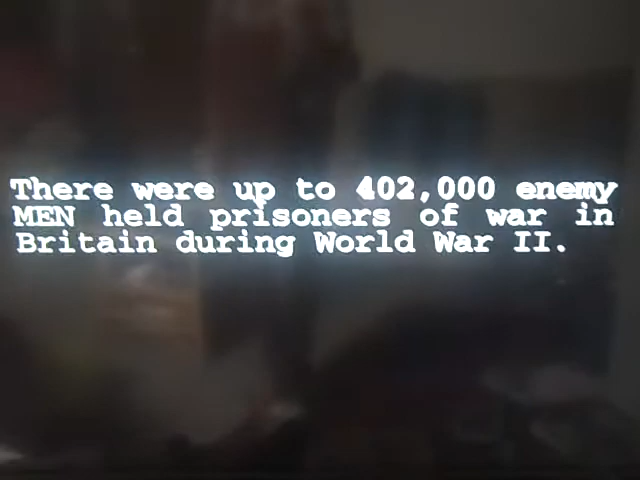 There were up to 402,000 enemy
MEN held prisoners of war in
Britain during World War II.